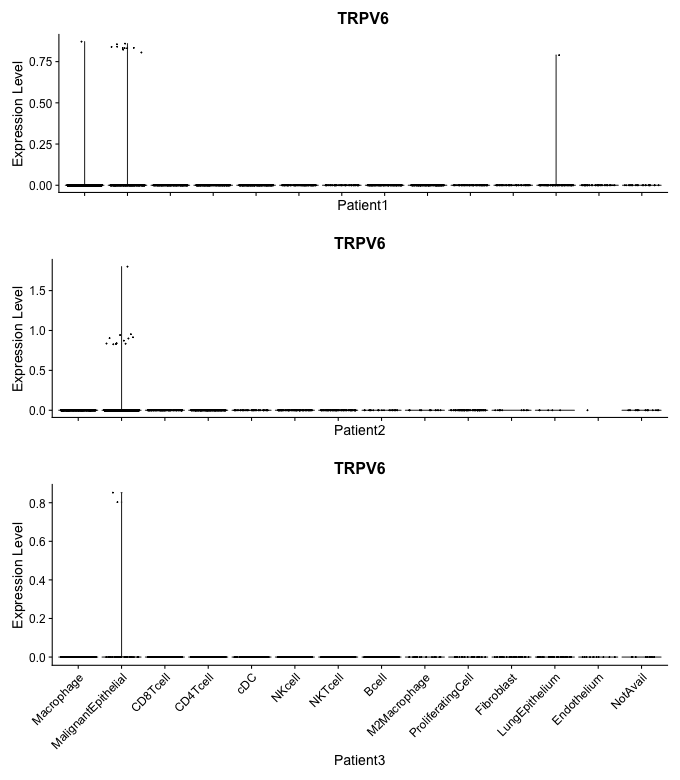 TRPV6
Expression Level
0.75
0.50
0.25
0.00
Patient1
TRPV6
Expression Level
1.5
1.0
0.5
0.0
Patient2
TRPV6
Expression Level
0.8
0.6
0.4
0.2
0.0
Macrophage
MalignantEpithelial
CD8Tcell
CD4Tcell
cDC
NKcell
NKTcell
Bcell
M2Macrophage
ProliferatingCell
Fibroblast
LungEpithelium
Endothelium
NotAvail
Patient3